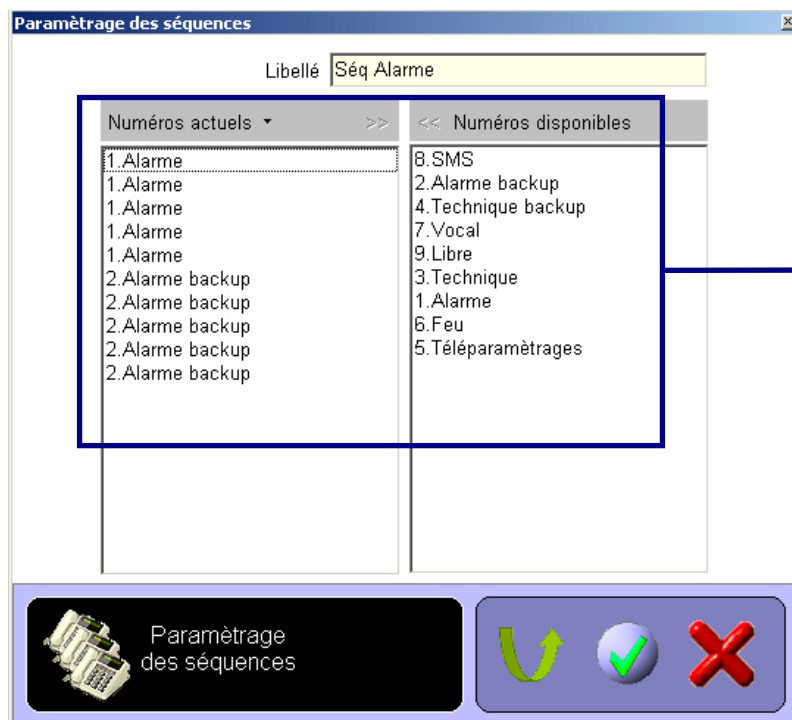 Paramètrage des séquences
Libellé Séq Alarme
Numéros actuels >>
<< Numéros disponibles
1.Alarme
1.Alarme
1.Alarme
1.Alarme
1.Alarme
2.Alarme backup
2.Alarme backup
2.Alarme backup
2.Alarme backup
2.Alarme backup
8.SMS
2.Alarme backup
4.Technique backup
7.Vocal
9.Libre
3.Technique
1.Alarme
6.Feu
5.Téléparamètrages
Paramètrage
des séquences